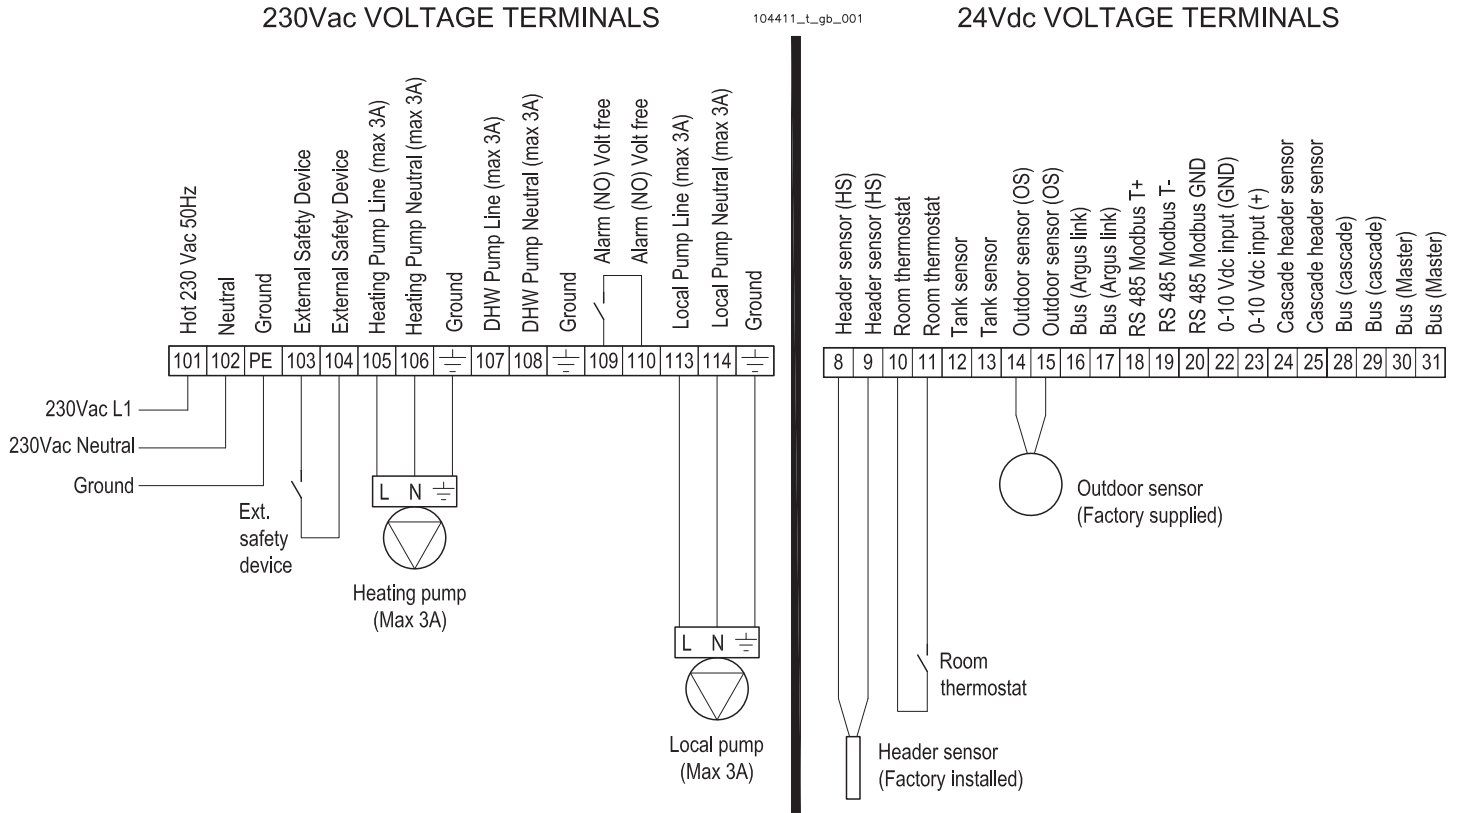 230Vac VOLTAGE TERMINALS
104411_t_gb_001
24Vdc VOLTAGE TERMINALS
Hot 230 Vac 50Hz
Neutral
Ground
External Safety Device
External Safety Device
Heating Pump Line (max 3A)
Heating Pump Neutral (max 3A)
Ground
DHW Pump Line (max 3A)
DHW Pump Neutral (max 3A)
Ground
Alarm (NO) Volt free
Alarm (NO) Volt free
Local Pump Line (max 3A)
Local Pump Neutral (max 3A)
Ground
101 102 PE 103 104 105 106 107 108 109 110 113 114
230Vac L1
230Vac Neutral
Ground
Ext.
safety
device
L N
Heating pump
(Max 3A)
L N
Local pump
(Max 3A)
Header sensor (HS)
Header sensor (HS)
Room thermostat
Room thermostat
Tank sensor
Tank sensor
Outdoor sensor (OS)
Outdoor sensor (OS)
Bus (Argus link)
Bus (Argus link)
RS 485 Modbus T+
RS 485 Modbus T-
RS 485 Modbus GND
0-10 Vdc input (GND)
0-10 Vdc input (+)
Cascade header sensor
Cascade header sensor
Bus (cascade)
Bus (cascade)
Bus (Master)
Bus (Master)
8 9 10 11 12 13 14 15 16 17 18 19 20 22 23 24 25 28 29 30 31
Outdoor sensor
(Factory supplied)
Room
thermostat
Header sensor
(Factory installed)